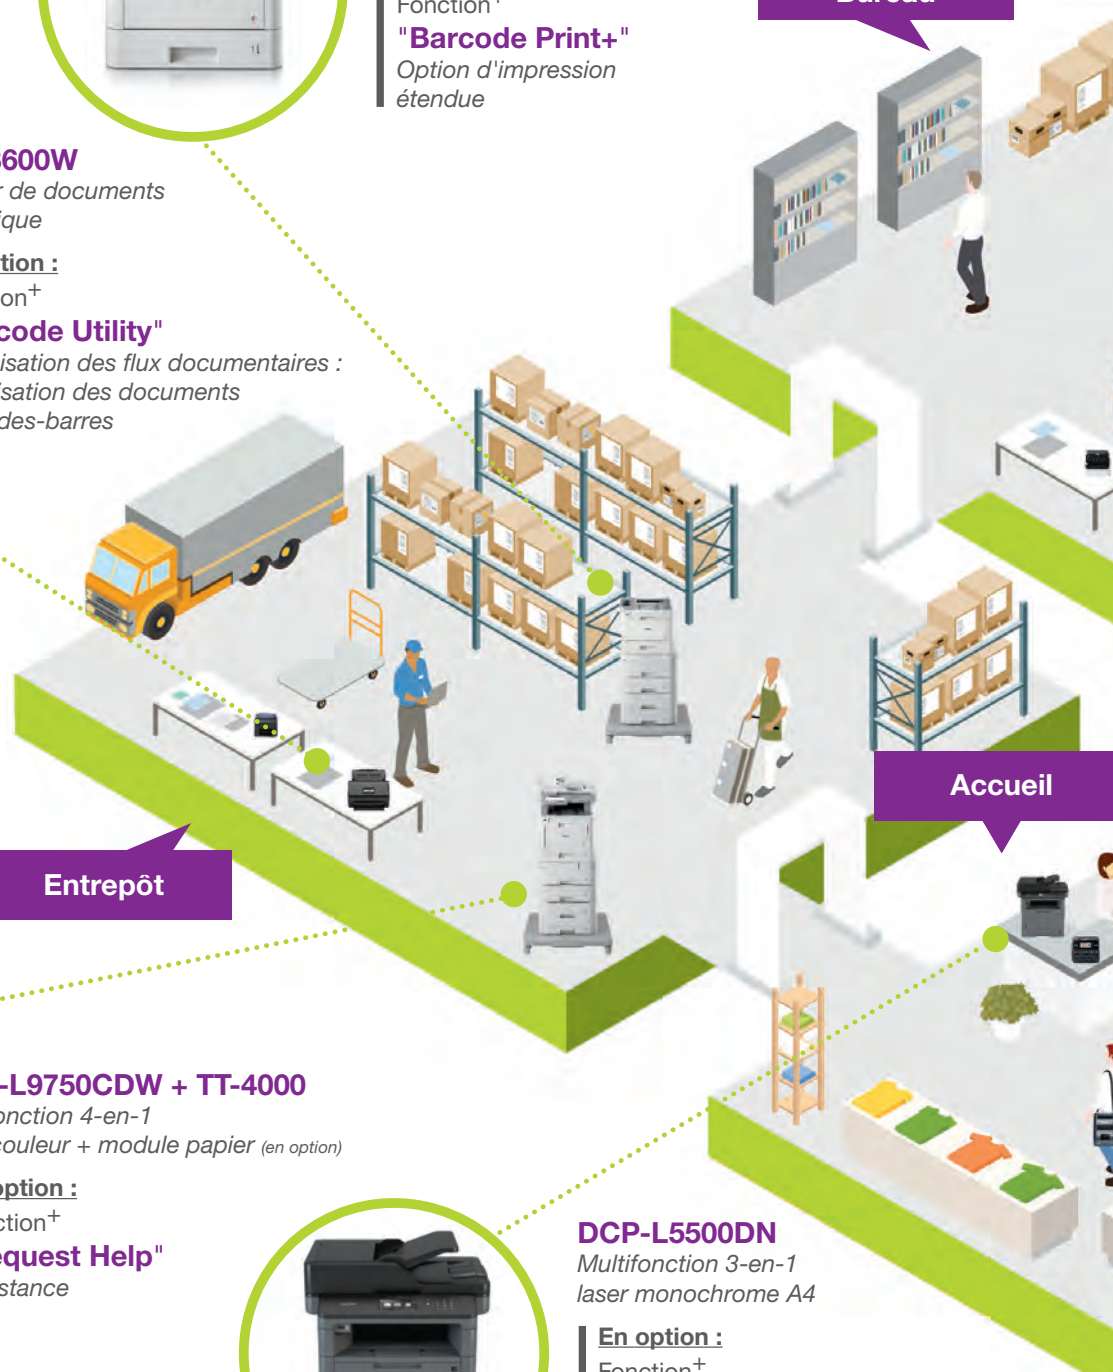 Fonction+
"Barcode Print+"
Option d'impression
étendue
Bureau
600W
de documents
ique
tion :
on+
code Utility"
isation des flux documentaires :
isation des documents
des-barres
Accueil
Entrepôt
-L9750CDW + TT-4000
onction 4-en-1
couleur + module papier (en option)
option :
ction+
equest Help"
stance
DCP-L5500DN
Multifonction 3-en-1
laser monochrome A4
En option :
Fonction+